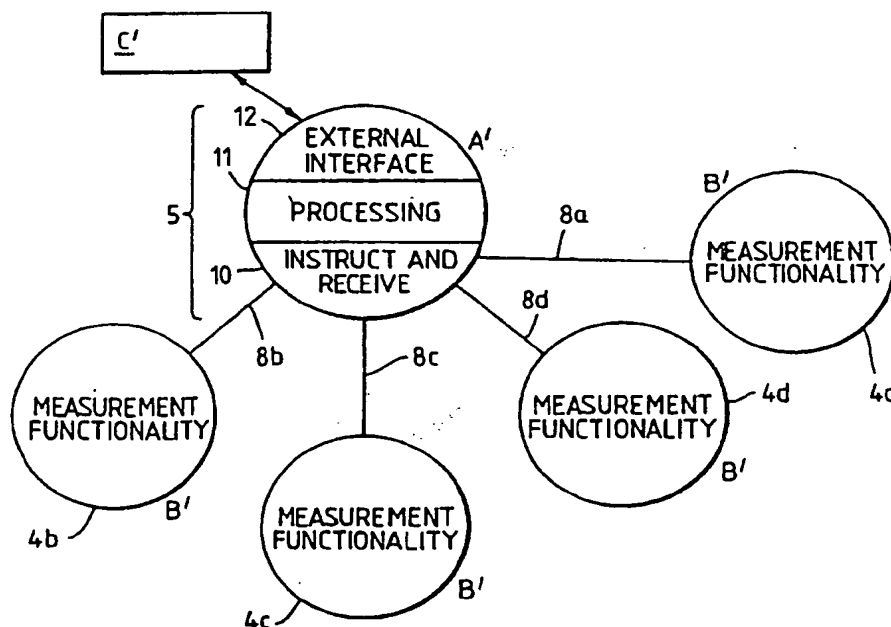 C'
12
EXTERNAL
INTERFACE
A'
11
5
PROCESSING
10
INSTRUCT AND
RECEIVE
8a
B'
MEASUREMENT
FUNCTIONALITY
8b
8c
8d
MEASUREMENT
FUNCTIONALITY
4b
B'
MEASUREMENT
FUNCTIONALITY
4c
B'
MEASUREMENT
FUNCTIONALITY
4d
B'